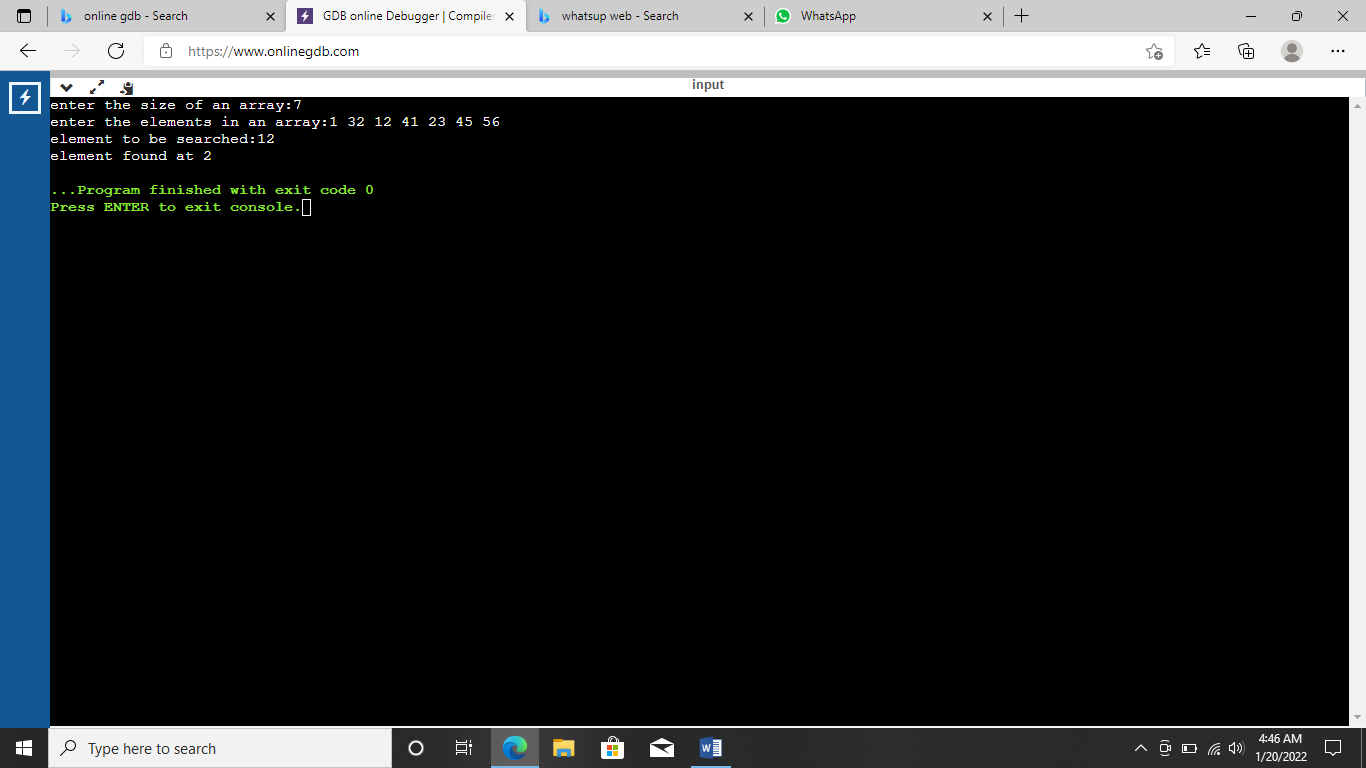 online gdb - Search
GDB online Debugger | Compiler
whatsup web - Search
WhatsApp
https://www.onlinegdb.com
input
enter the size of an array:7
enter the elements in an array:1 32 12 41 23 45 56
element to be searched:12
element found at 2
...Program finished with exit code 0
Press ENTER to exit console.
Type here to search
4:46 AM
1/20/2022